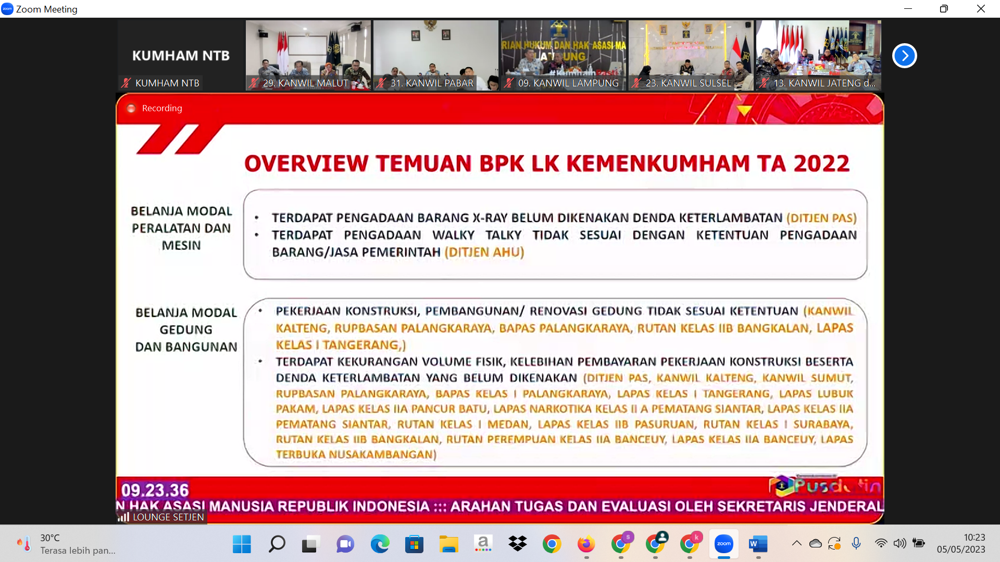 Zoom Meeting
KUMHAM NTB
KUMHAM NTB
29. KANWIL MALUT
31. KANWIL PABAR
RIAN HUKUM DAN HAK ASASI MA
09. KANWIL LAMPUNG
23. KANWIL SULSEL
13. KANWIL JATENG d...
Recording
OVERVIEW TEMUAN BPK LK KEMENKUMHAM TA 2022
BELANJA MODAL
PERALATAN DAN
MESIN
• TERDAPAT PENGADAAN BARANG X-RAY BELUM DIKENAKAN DENDA KETERLAMBATAN (DITJEN PAS)
• TERDAPAT PENGADAAN WALKY TALKY TIDAK SESUAI DENGAN KETENTUAN PENGADAAN
BARANG/JASA PEMERINTAH (DITJEN AHU)
BELANJA MODAL
GEDUNG
DAN BANGUNAN
• PEKERJAAN KONSTRUKSI, PEMBANGUNAN/ RENOVASI GEDUNG TIDAK SESUAI KETENTUAN (KANWIL
KALTENG, RUPBASAN PALANGKARAYA, BAPAS PALANGKARAYA, RUTAN KELAS IIB BANGKALAN, LAPAS
KELAS I TANGERANG,)
• TERDAPAT KEKURANGAN VOLUME FISIK, KELEBIHAN PEMBAYARAN PEKERJAAN KONSTRUKSI BESERTA
DENDA KETERLAMBATAN YANG BELUM DIKENAKAN (DITJEN PAS, KANWIL KALTENG, KANWIL SUMUT,
RUPBASAN PALANGKARAYA, BAPAS KELAS I PALANGKARAYA, LAPAS KELAS I TANGERANG, LAPAS LUBUK
PAKAM, LAPAS KELAS IIA PANCUR BATU, LAPAS NARKOTIKA KELAS II A PEMATANG SIANTAR, LAPAS KELAS IIA
PEMATANG SIANTAR, RUTAN KELAS I MEDAN, LAPAS KELAS IIB PASURUAN, RUTAN KELAS I SURABAYA,
RUTAN KELAS IIB BANGKALAN, RUTAN PEREMPUAN KELAS IIA BANCEUY, LAPAS KELAS IIA BANCEUY, LAPAS
TERBUKA NUSAKAMBANGAN)
09.23.36
Pusdatin
N HAK ASASI MANUSIA REPUBLIK INDONESIA ::: ARAHAN TUGAS DAN EVALUASI OLEH SEKRETARIS JENDERAL
LOUNGE SETJEN
30°C
Terasa lebih pan...
10:23
05/05/2023